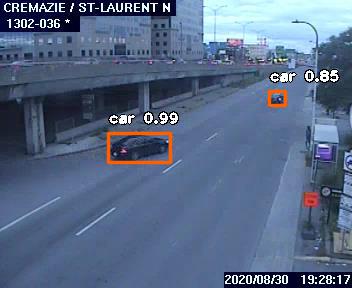 CREMAZIE / ST-LAURENT N
1302-036 *
car 0.85
car 0.99
2020/08/30 19:28:17